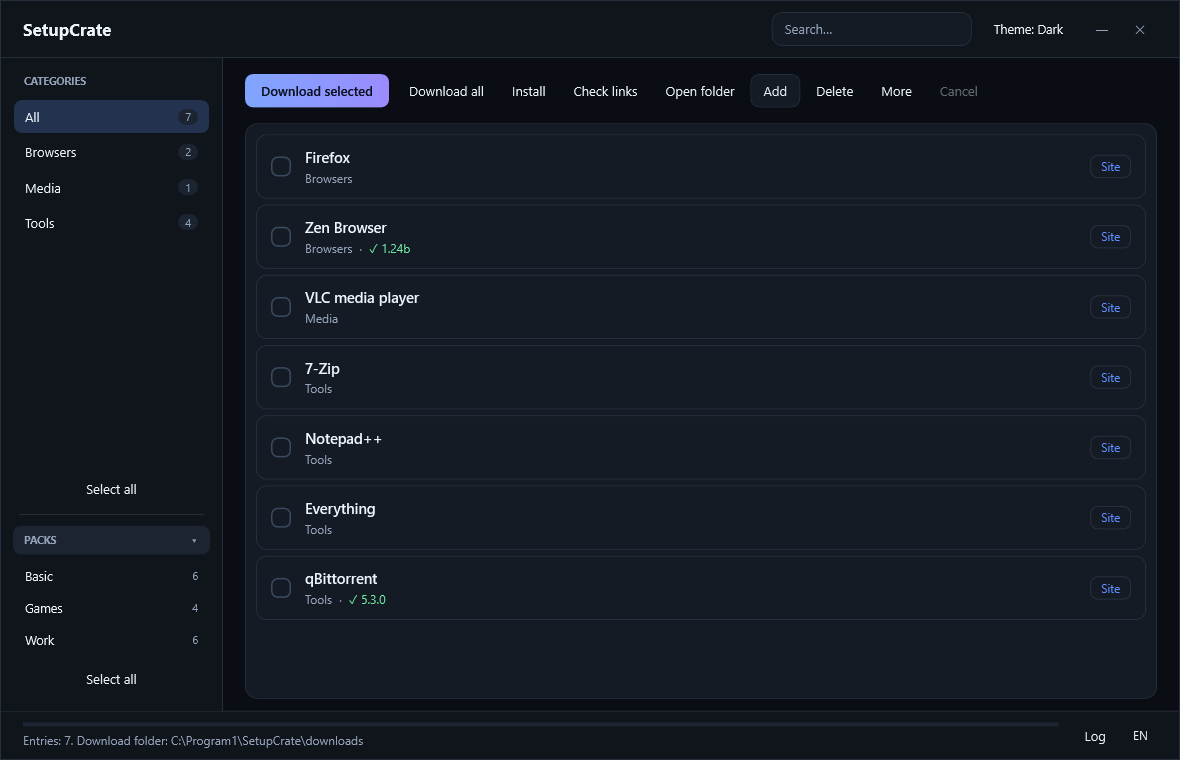 SetupCrate
Search...
Theme: Dark
CATEGORIES
All 7
Browsers 2
Media 1
Tools 4
Select all
PACKS
Basic 6
Games 4
Work 6
Select all
Download selected
Download all
Install
Check links
Open folder
Add
Delete
More
Cancel
Firefox
Browsers
Site
Zen Browser
Browsers · ✓ 1.24b
Site
VLC media player
Media
Site
7-Zip
Tools
Site
Notepad++
Tools
Site
Everything
Tools
Site
qBittorrent
Tools · ✓ 5.3.0
Site
Entries: 7. Download folder: C:\Program1\SetupCrate\downloads
Log
EN